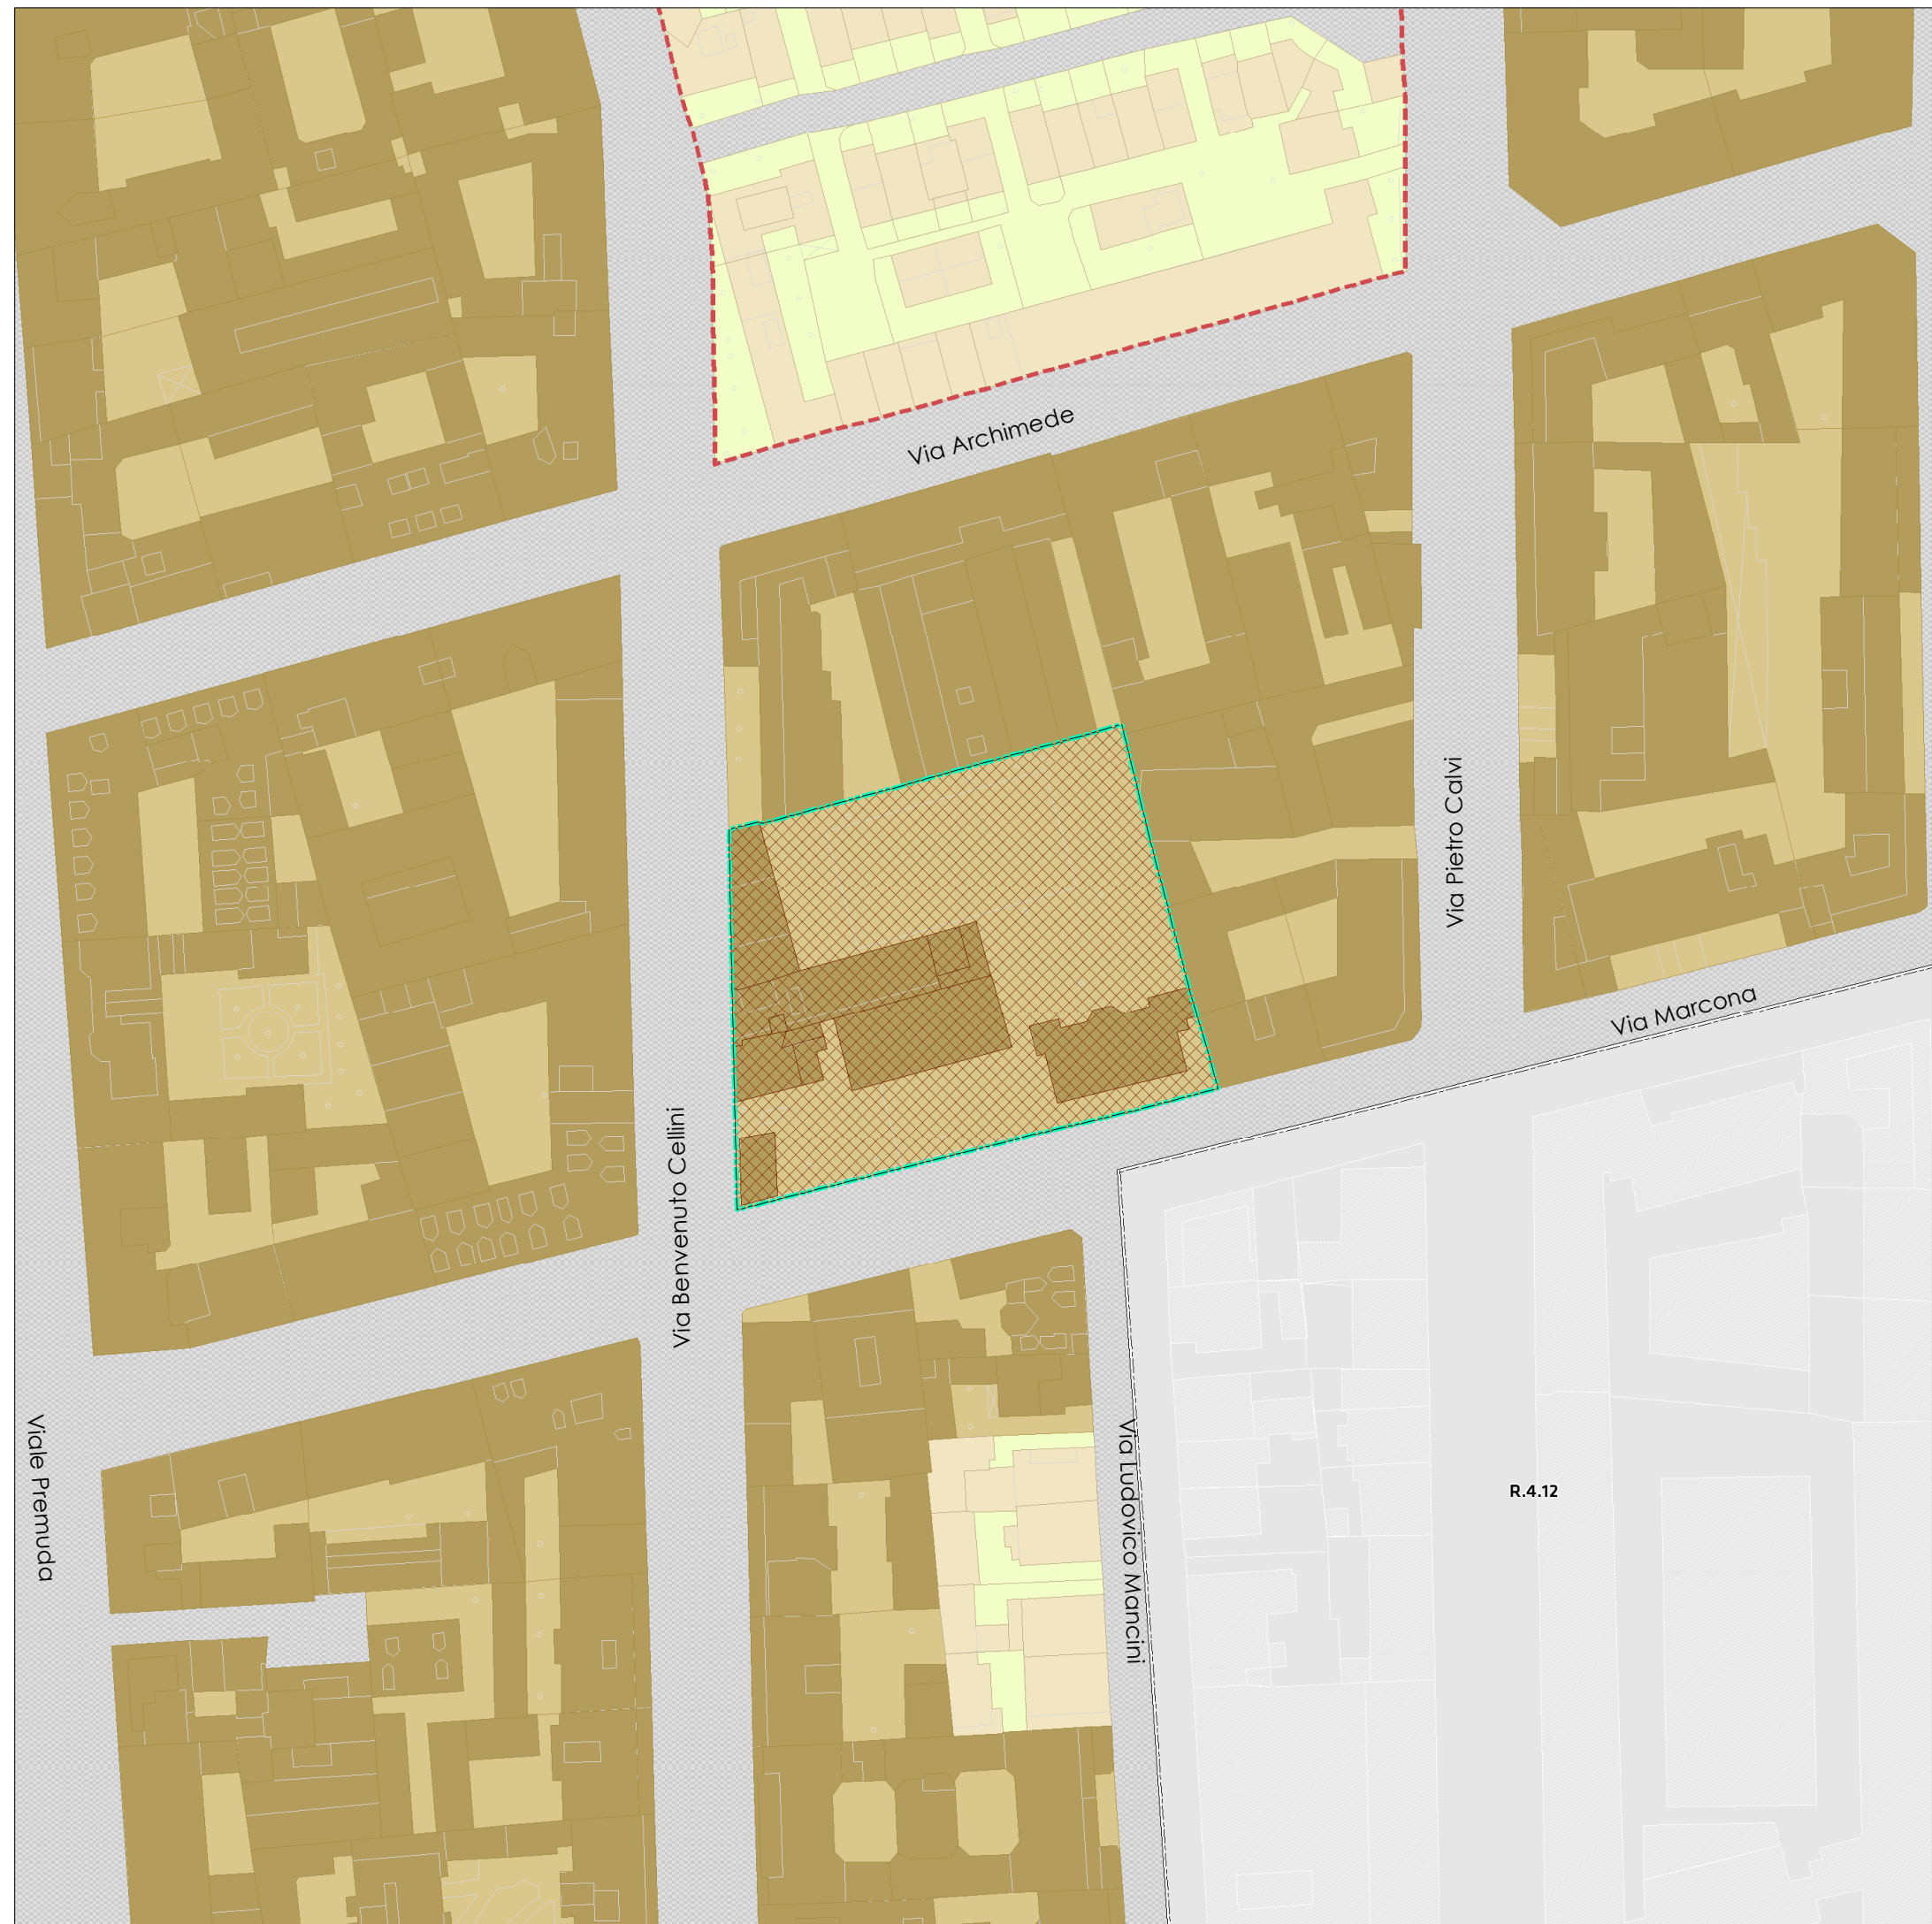 Via Archimede
Via Pietro Calvi
Via Marcona
Via Benvenuto Cellini
Viale Premuda
Via Ludovico Mancini
R.4.12